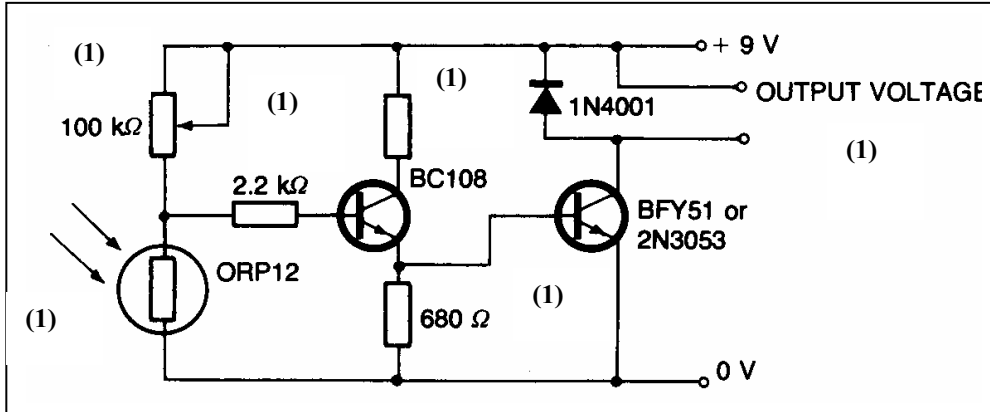 (1)
(1)
(1)
+ 9 V
OUTPUT VOLTAGE
1N4001
100 kΩ
(1)
BC108
2.2 kΩ
BFY51 or
2N3053
ORP12
(1)
(1)
680 Ω
0 V